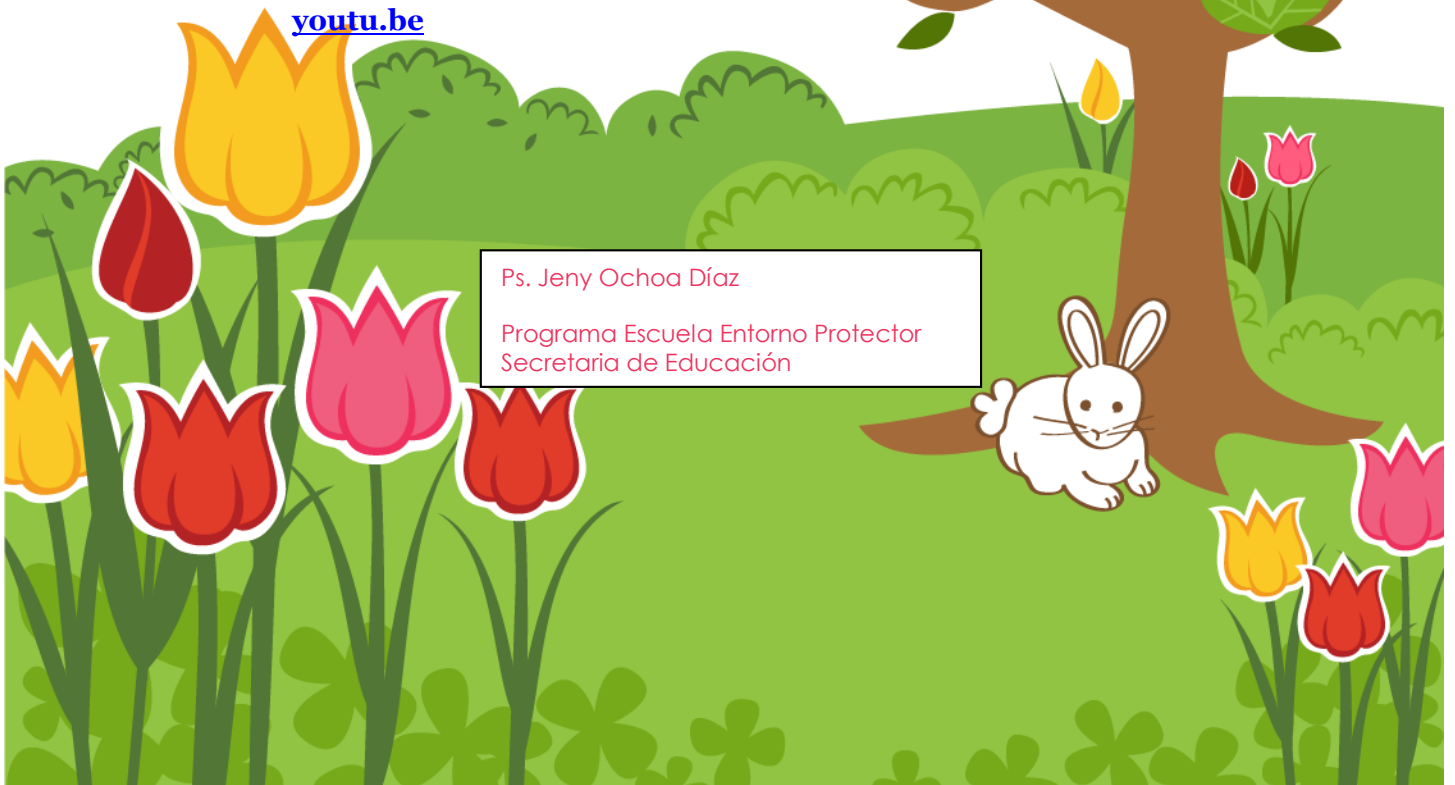 youtu.be
Ps. Jeny Ochoa Díaz
Programa Escuela Entorno Protector
Secretaria de Educación